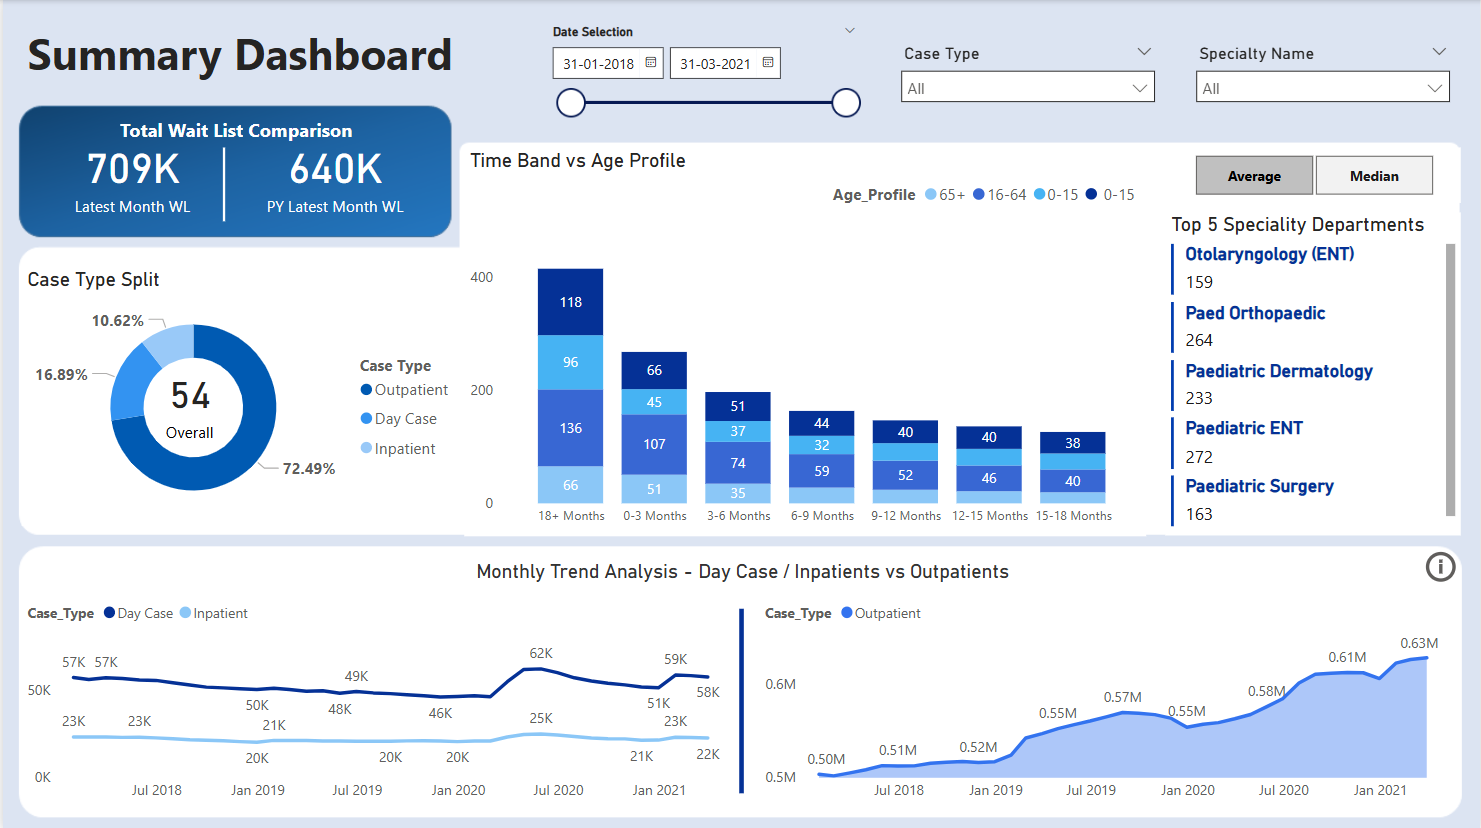 Summary Dashboard
Date Selection
31-01-2018
31-03-2021
Case Type
All
Specialty Name
All
Total Wait List Comparison
709K
Latest Month WL
640K
PY Latest Month WL
Case Type Split
10.62%
16.89%
72.49%
54
Overall
Case Type
Outpatient
Day Case
Inpatient
Time Band vs Age Profile
Age_Profile 65+ 16-64 0-15 0-15
400
200
0
118
96
136
66
66
45
107
51
51
37
74
35
44
32
59
40
52
40
46
38
40
18+ Months 0-3 Months 3-6 Months 6-9 Months 9-12 Months 12-15 Months 15-18 Months
Average
Median
Top 5 Speciality Departments
Otolaryngology (ENT)
159
Paed Orthopaedic
264
Paediatric Dermatology
233
Paediatric ENT
272
Paediatric Surgery
163
Monthly Trend Analysis - Day Case / Inpatients vs Outpatients
i
Case_Type Day Case Inpatient
50K
0K
57K 57K
50K
48K
49K
46K
62K
51K
59K
58K
23K
23K
20K
21K
20K
20K
25K
21K
23K
22K
Jul 2018 Jan 2019 Jul 2019 Jan 2020 Jul 2020 Jan 2021
Case_Type Outpatient
0.6M
0.5M
0.50M
0.51M
0.52M
0.55M
0.57M
0.55M
0.58M
0.61M
0.63M
Jul 2018 Jan 2019 Jul 2019 Jan 2020 Jul 2020 Jan 2021